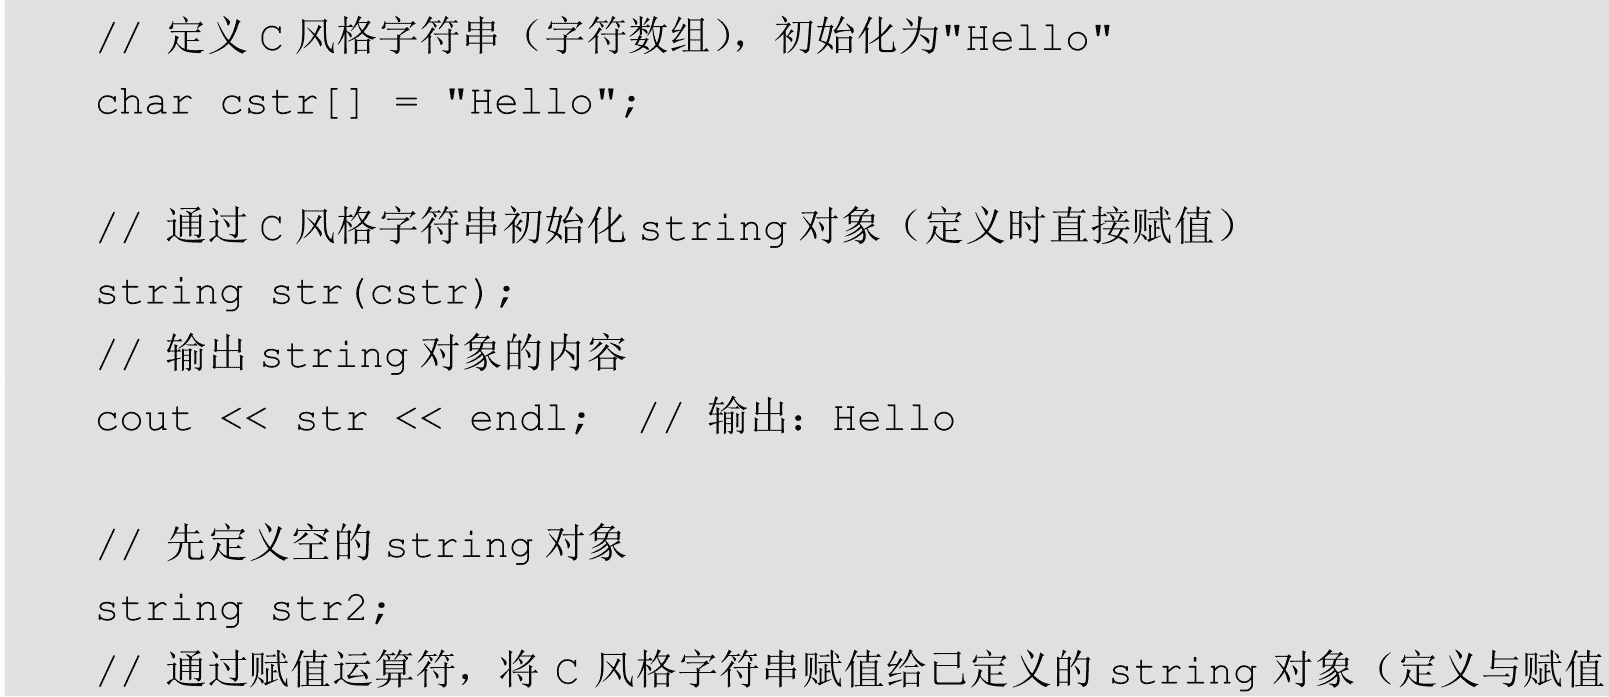 // 定义 C 风格字符串（字符数组），初始化为"Hello"
char cstr[] = "Hello";
// 通过 C 风格字符串初始化 string 对象（定义时直接赋值）
string str(cstr);
// 输出 string 对象的内容
cout << str << endl;  // 输出：Hello
// 先定义空的 string 对象
string str2;
// 通过赋值运算符，将 C 风格字符串赋值给已定义的 string 对象（定义与赋值